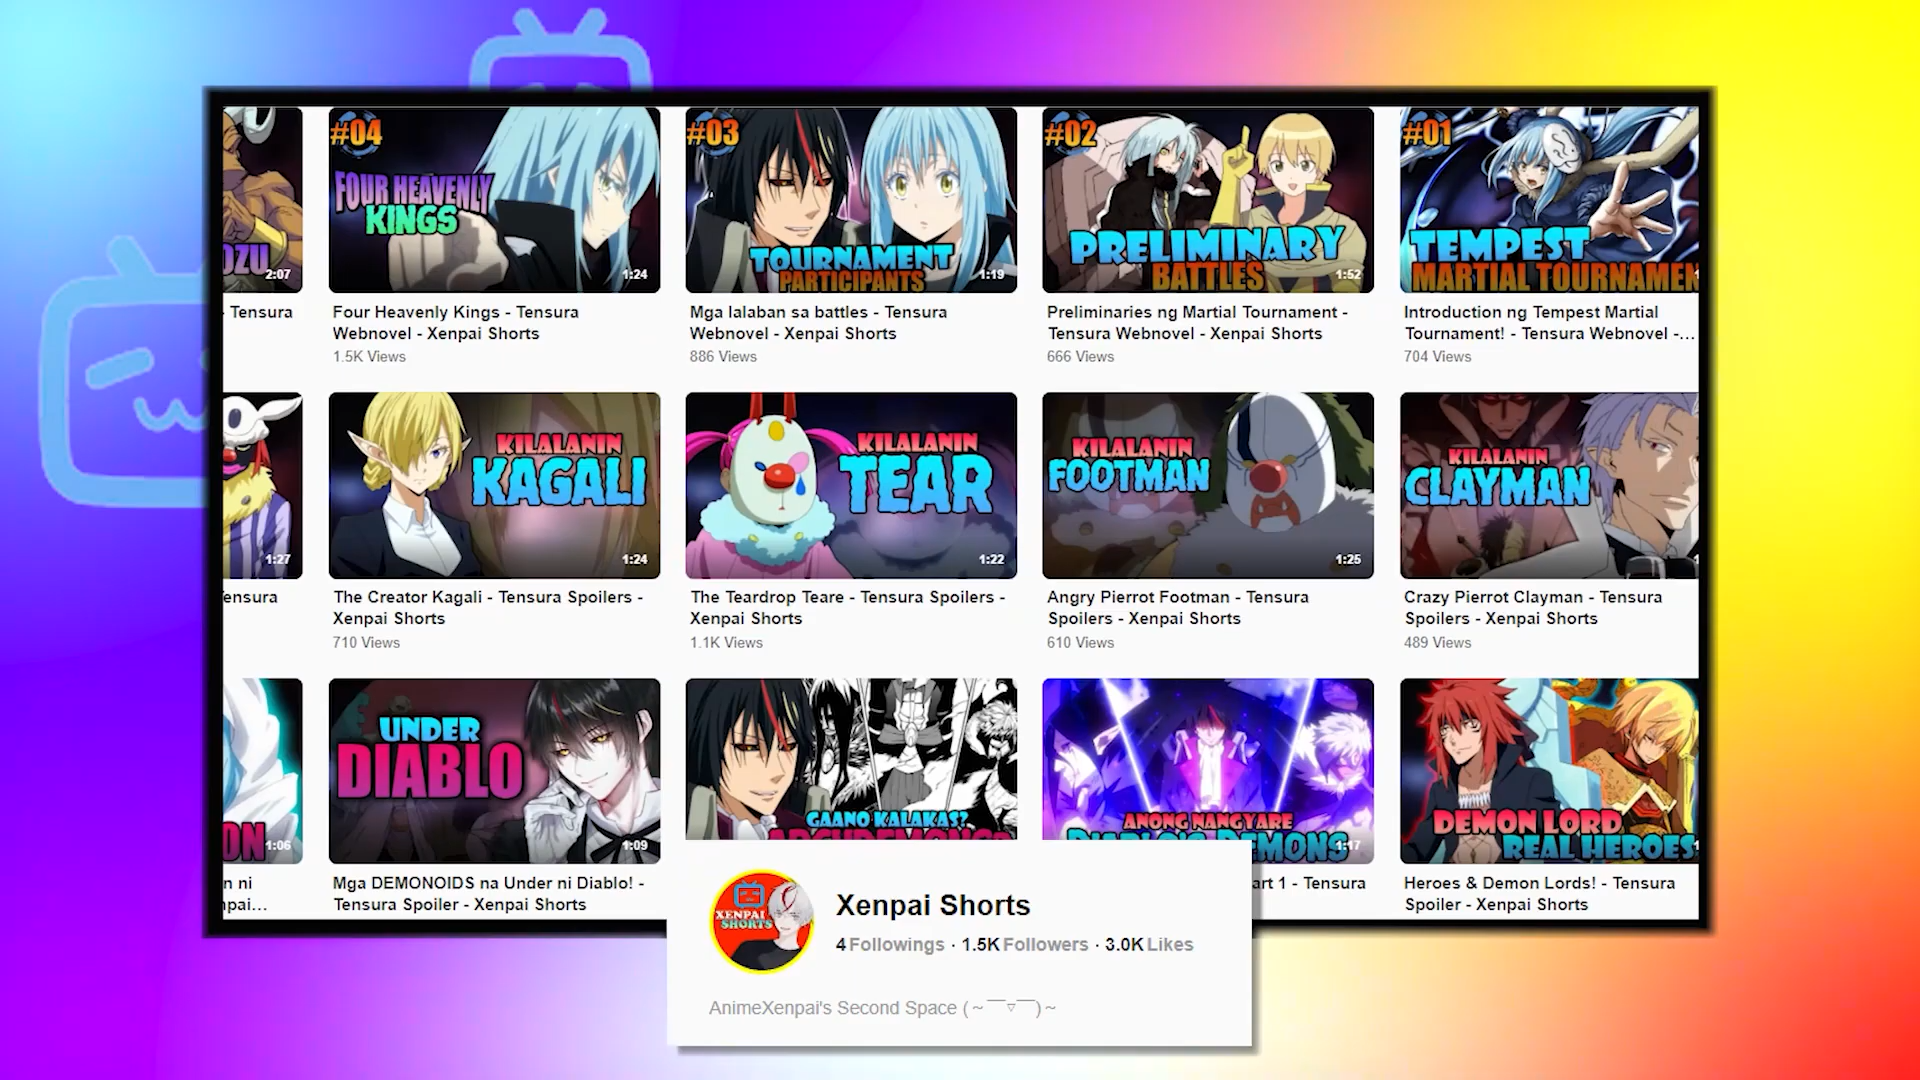 #04
FOUR HEAVENLY
KINGS
1:24
#03
TOURNAMENT
PARTICIPANTS
1:19
#02
PRELIMINARY
BATTLES
1:52
#01
TEMPEST
MARTIAL TOURNAMEN
OZU
2:07
- Tensura
Four Heavenly Kings - Tensura
Webnovel - Xenpai Shorts
1.5K Views
Mga lalaban sa battles - Tensura
Webnovel - Xenpai Shorts
886 Views
Preliminaries ng Martial Tournament -
Tensura Webnovel - Xenpai Shorts
666 Views
Introduction ng Tempest Martial
Tournament! - Tensura Webnovel -...
704 Views
1:27
ensura
KILALANIN
KAGALI
1:24
The Creator Kagali - Tensura Spoilers -
Xenpai Shorts
710 Views
KILALANIN
TEAR
1:22
The Teardrop Teare - Tensura Spoilers -
Xenpai Shorts
1.1K Views
KILALANIN
FOOTMAN
1:25
Angry Pierrot Footman - Tensura
Spoilers - Xenpai Shorts
610 Views
KILALANIN
CLAYMAN
Crazy Pierrot Clayman - Tensura
Spoilers - Xenpai Shorts
489 Views
ON
1:06
n ni
npai...
UNDER
DIABLO
1:09
Mga DEMONOIDS na Under ni Diablo! -
Tensura Spoiler - Xenpai Shorts
GAANO KALAKAS?
ANONG NANGYARE
DIABLO'S DEMONS
1:17
art 1 - Tensura
DEMON LORD
REAL HEROES
Heroes & Demon Lords! - Tensura
Spoiler - Xenpai Shorts
XENPAI
SHORTS
Xenpai Shorts
4 Followings · 1.5K Followers · 3.0K Likes
AnimeXenpai's Second Space (～￣▽￣)～